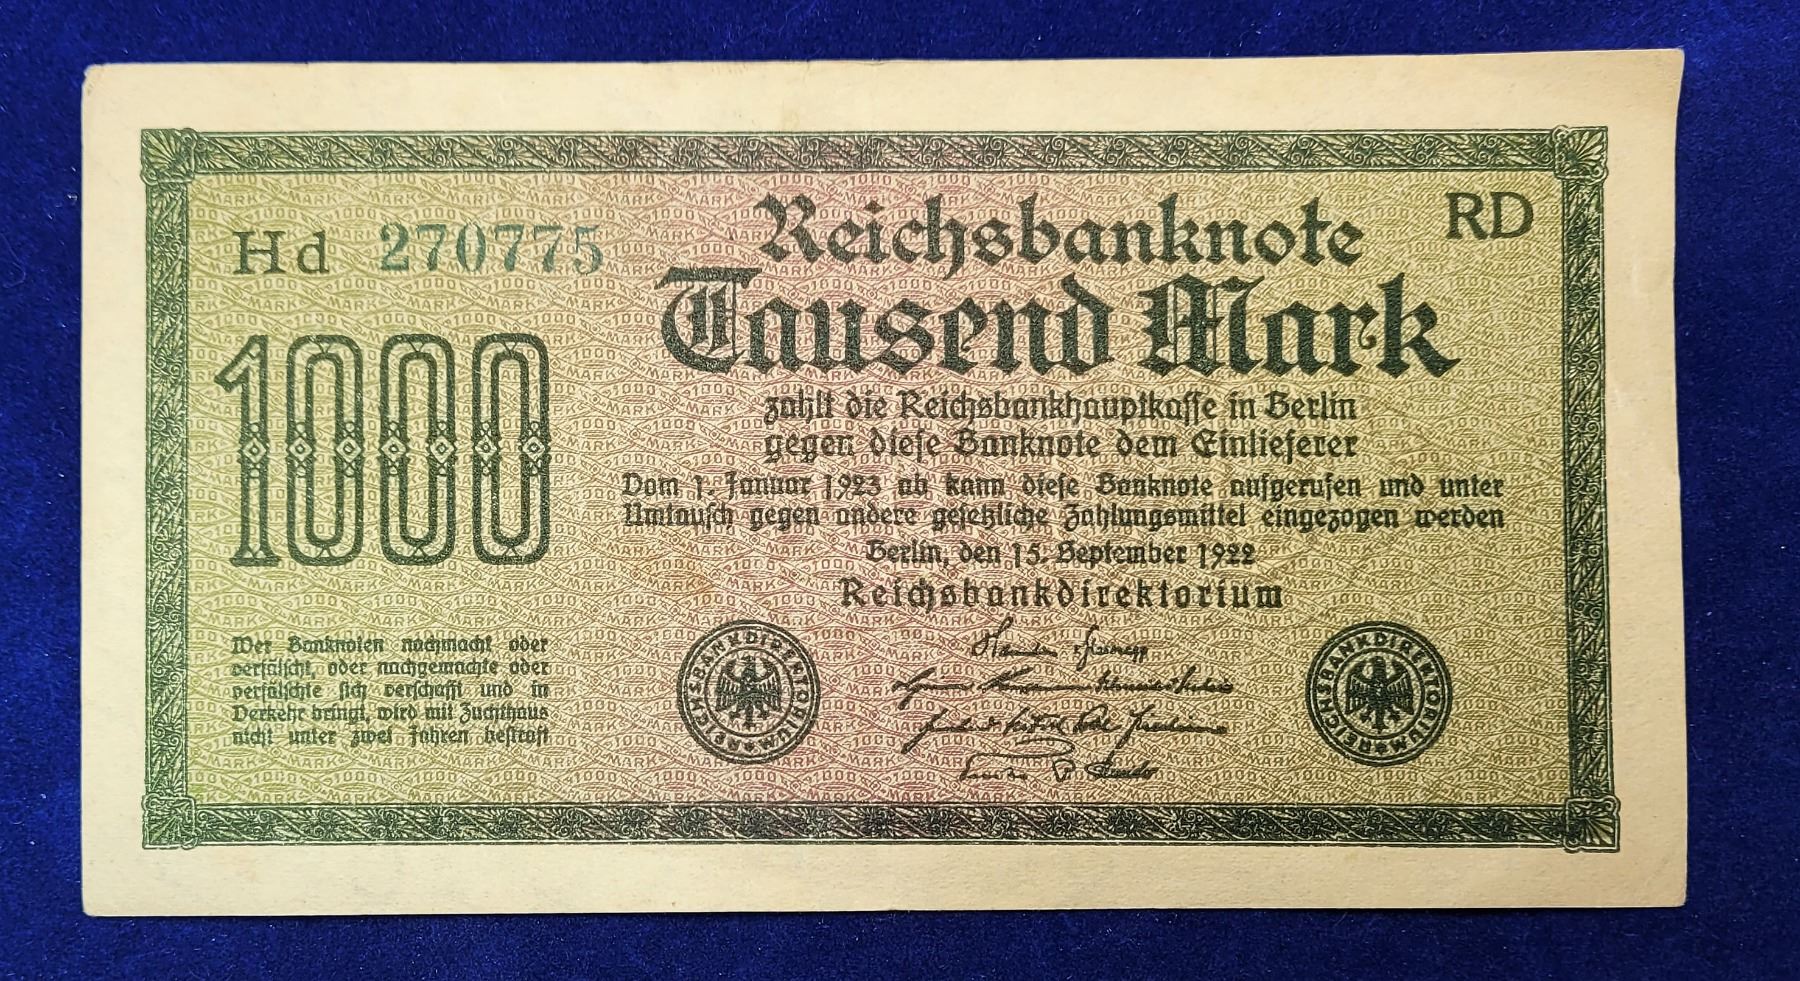 Hd 270775
RD
Reichsbanknote
Tausend Mark
1000
zahlt die Reichsbankhauptkasse in Berlin
gegen diese Banknote dem Einlieferer
Vom 1. Januar 1923 ab kann diese Banknote aufgerufen und unter
Umtausch gegen andere gesetzliche Zahlungsmittel eingezogen werden
Berlin, den 15. September 1922
Reichsbankdirektorium
Wer Banknoten nachmacht oder
verfälscht, oder nachgemachte oder
verfälschte sich verschafft und in
Verkehr bringt, wird mit Zuchthaus
nicht unter zwei Jahren bestraft
REICHSBANKDIREKTORIUM
REICHSBANKDIREKTORIUM